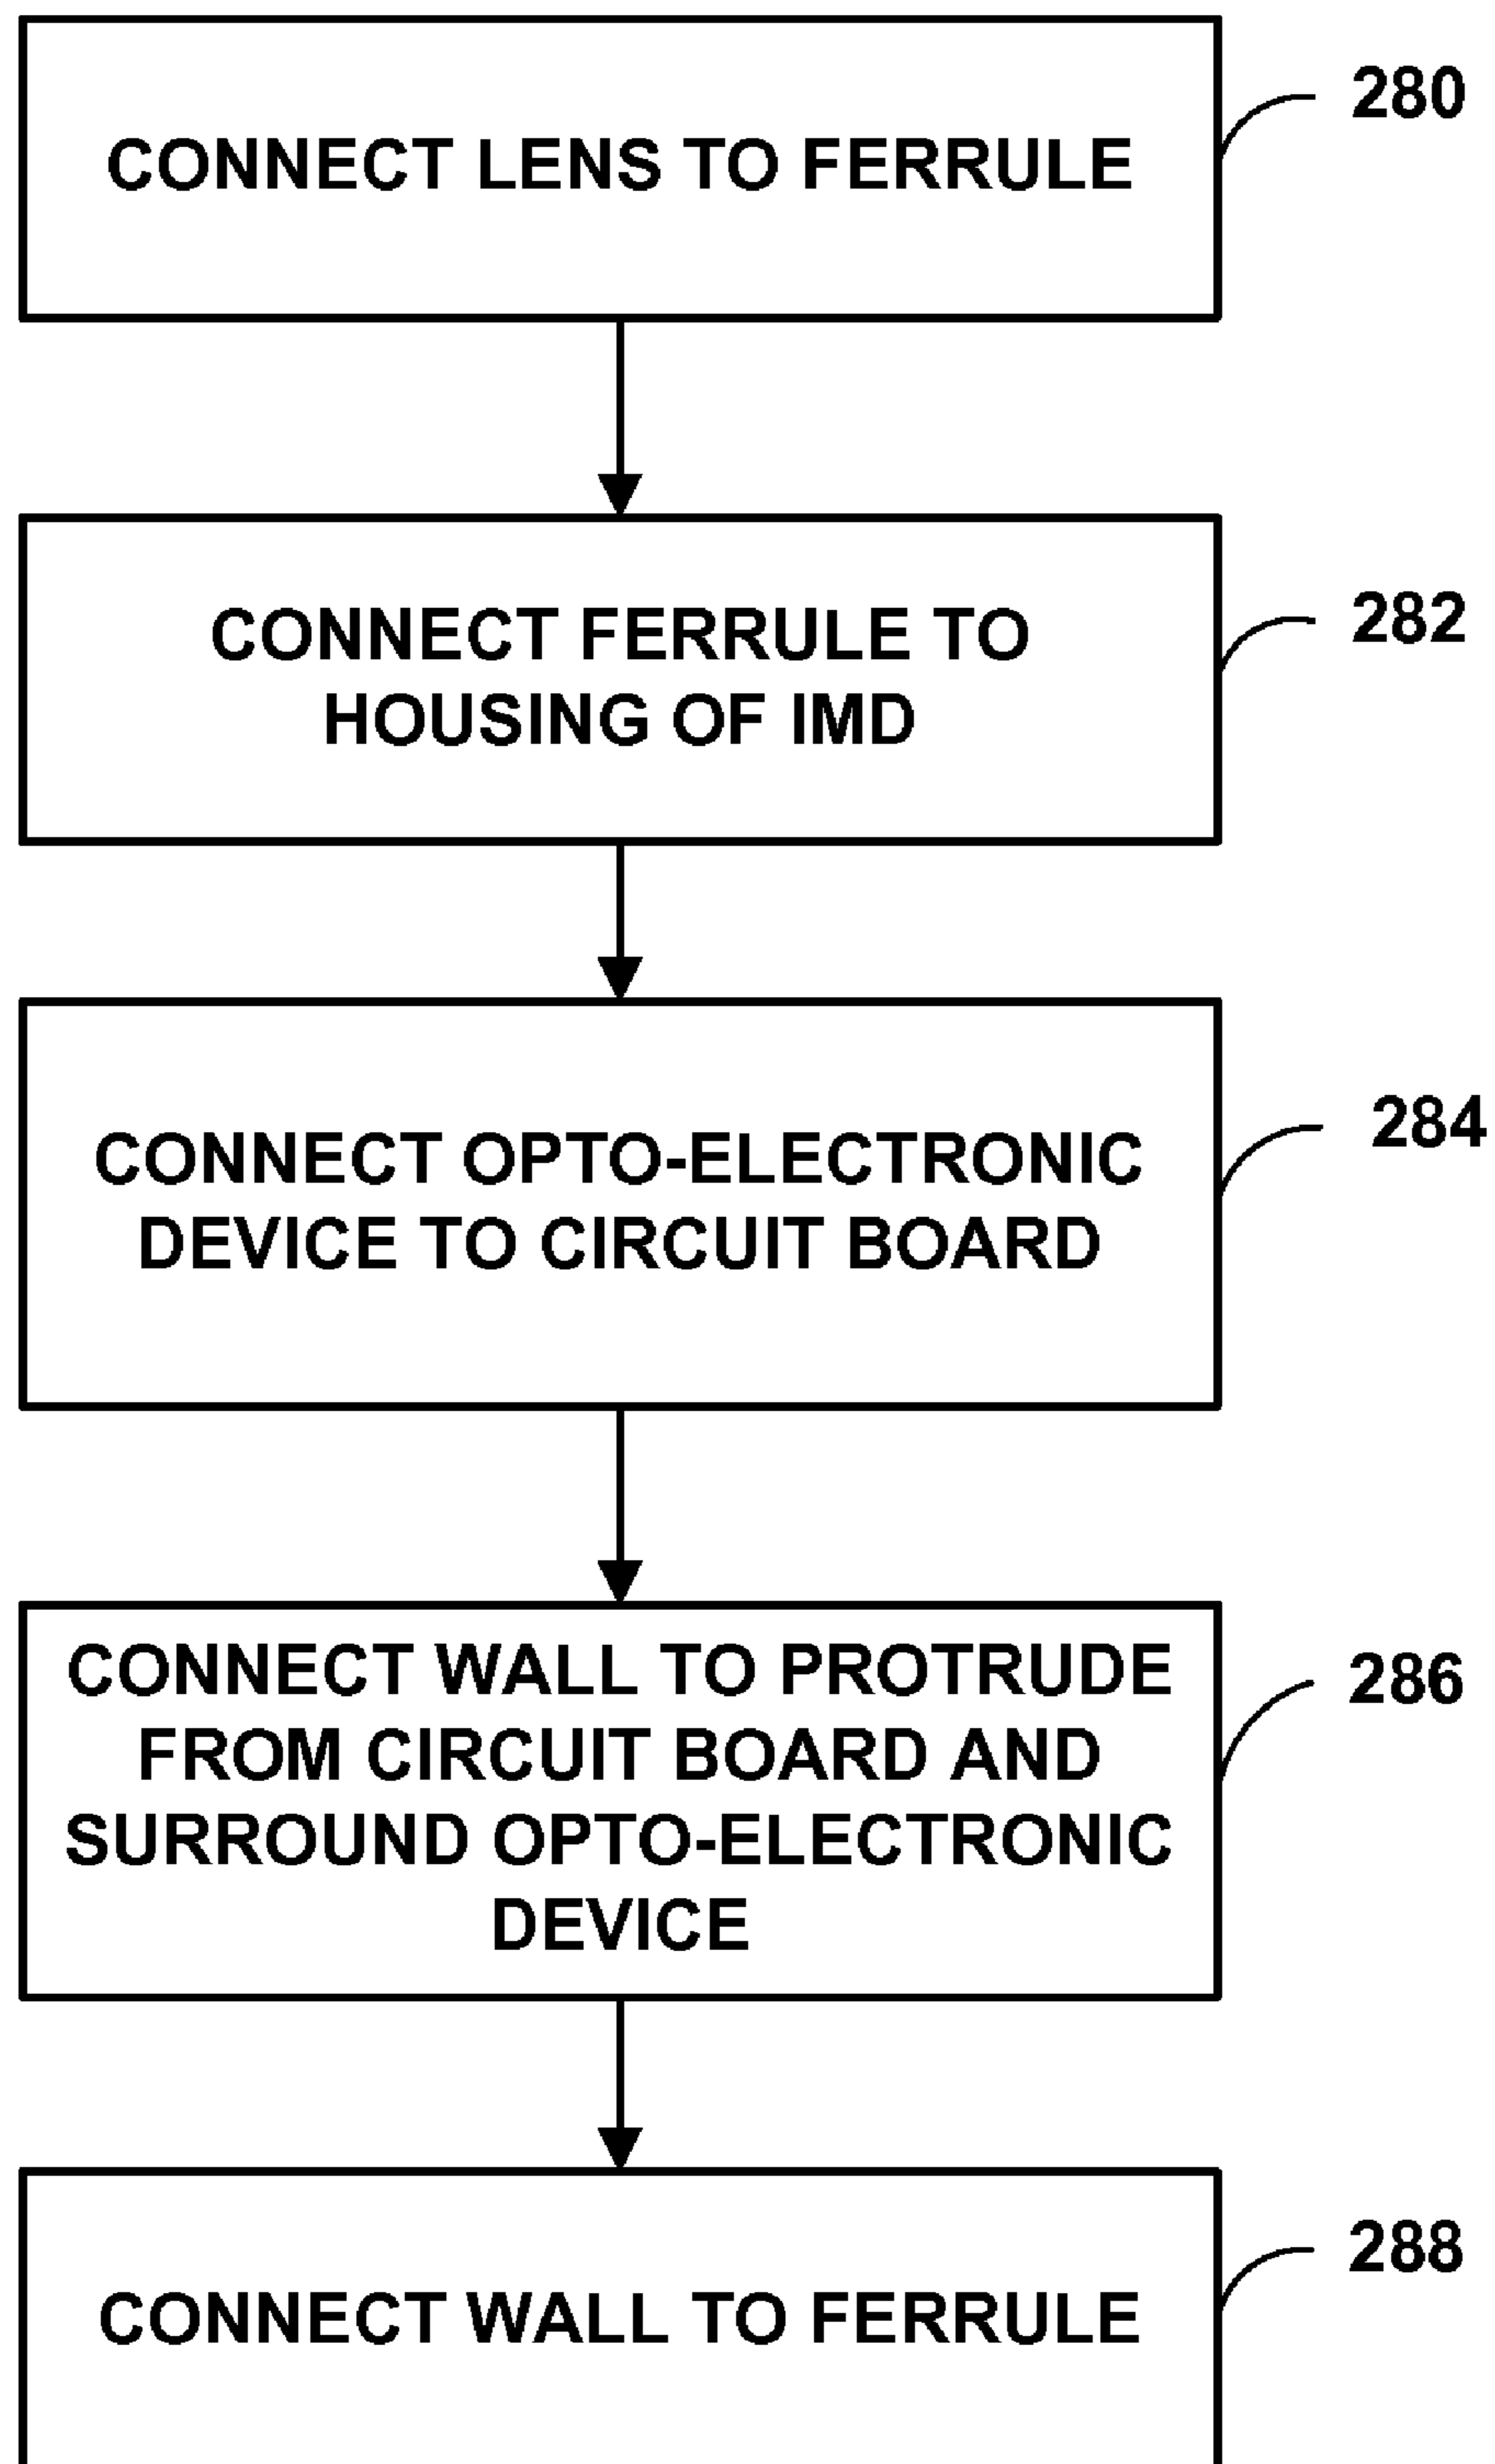 CONNECT LENS TO FERRULE
280
CONNECT FERRULE TO
HOUSING OF IMD
282
CONNECT OPTO-ELECTRONIC
DEVICE TO CIRCUIT BOARD
284
CONNECT WALL TO PROTRUDE
FROM CIRCUIT BOARD AND
SURROUND OPTO-ELECTRONIC
DEVICE
286
CONNECT WALL TO FERRULE
288